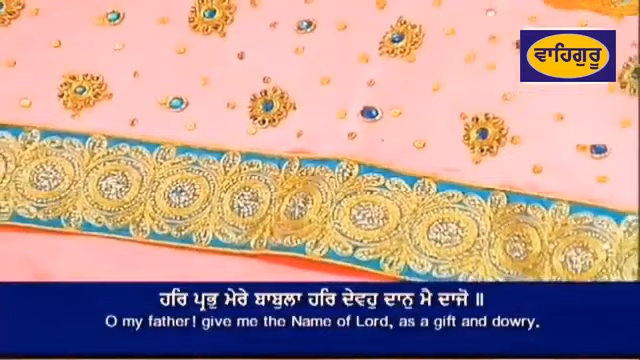 ਵਾਹਿਗੁਰੂ
ਹਰਿ ਪ੍ਰਭੁ ਮੇਰੇ ਬਾਬੁਲਾ ਹਰਿ ਦੇਵਹੁ ਦਾਨੁ ਮੈ ਦਾਜੋ ॥
O my father! give me the Name of Lord, as a gift and dowry.